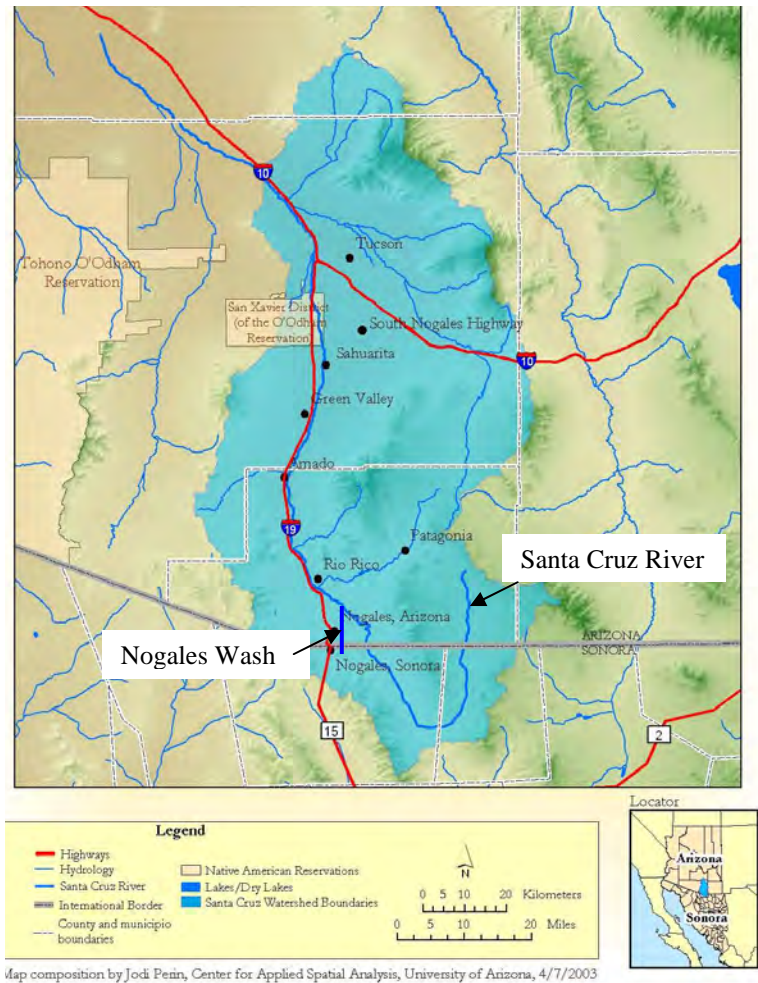 10
Tucson
Tohono O'Odham
Reservation
San Xavier District
(of the O'Odham
Reservation)
South Nogales Highway
Sahuarita
10
Green Valley
Amado
19
Patagonia
Santa Cruz River
Rio Rico
Nogales, Arizona
Nogales Wash
ARIZONA
SONORA
Nogales, Sonora
15
2
Locator
Arizona
Sonora
Legend
Highways
Hydrology
Santa Cruz River
International Border
County and municipio
boundaries
Native American Reservations
Lakes/Dry Lakes
Santa Cruz Watershed Boundaries
N
0 5 10 20 Kilometers
0 5 10 20 Miles
Map composition by Jodi Perin, Center for Applied Spatial Analysis, University of Arizona, 4/7/2003